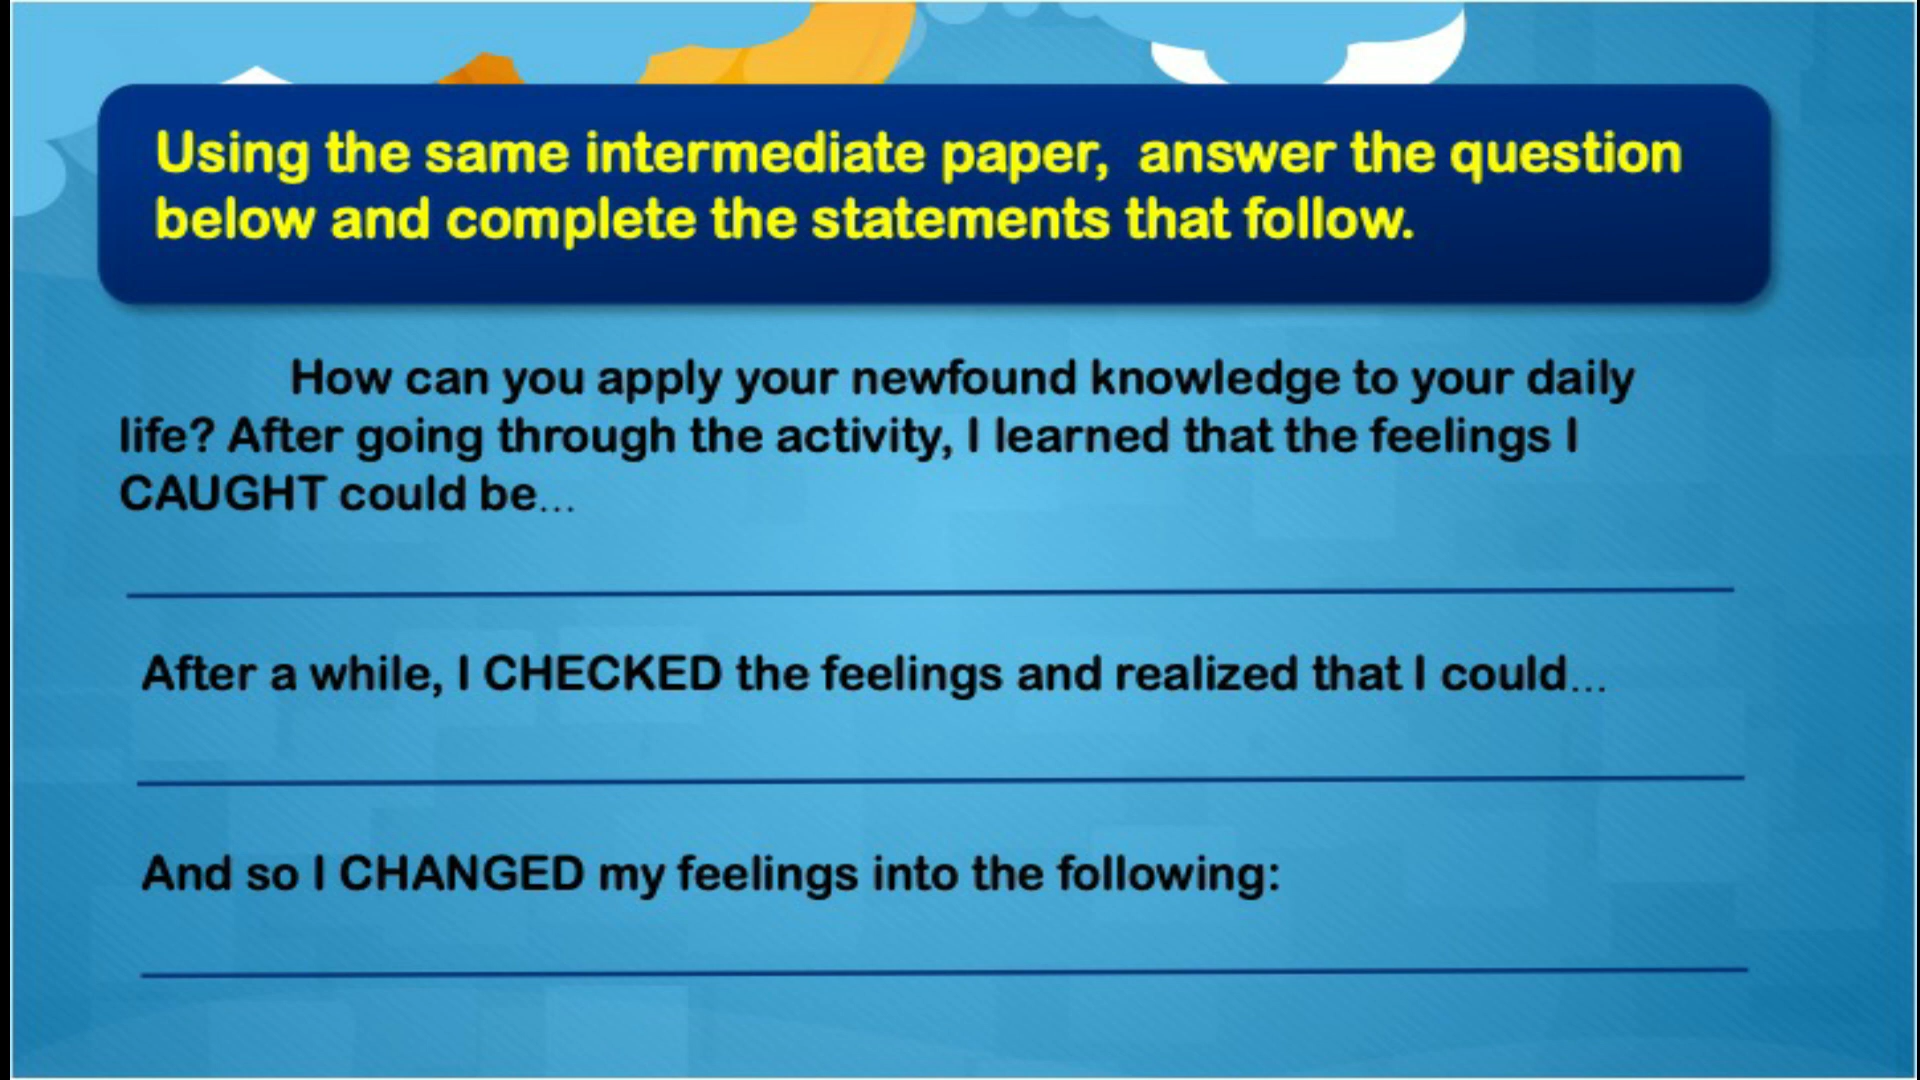 Using the same intermediate paper, answer the question
below and complete the statements that follow.
How can you apply your newfound knowledge to your daily
life? After going through the activity, I learned that the feelings I
CAUGHT could be...
After a while, I CHECKED the feelings and realized that I could...
And so I CHANGED my feelings into the following: